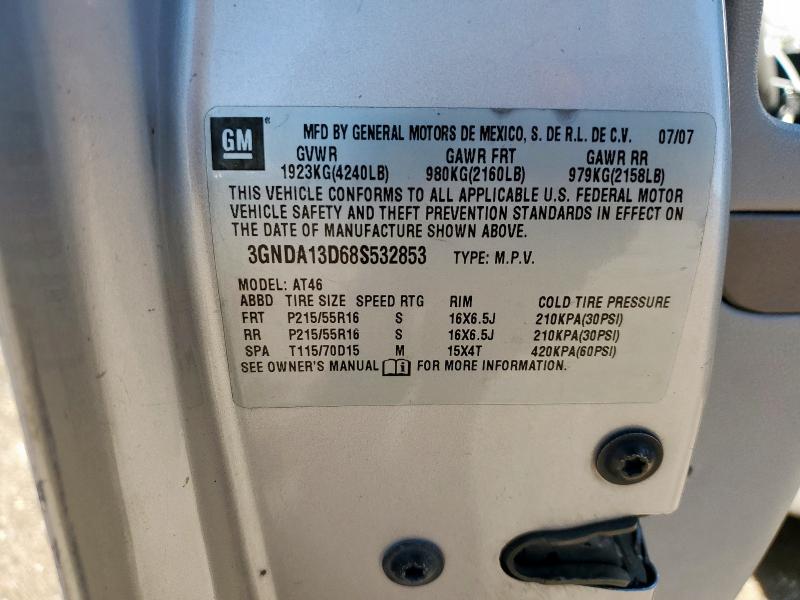 GM ® MFD BY GENERAL MOTORS DE MEXICO, S. DE R.L. DE C.V. 07/07
GVWR GAWR FRT GAWR RR
1923KG(4240LB) 980KG(2160LB) 979KG(2158LB)
THIS VEHICLE CONFORMS TO ALL APPLICABLE U.S. FEDERAL MOTOR
VEHICLE SAFETY AND THEFT PREVENTION STANDARDS IN EFFECT ON
THE DATE OF MANUFACTURE SHOWN ABOVE.
3GNDA13D68S532853 TYPE: M.P.V.
MODEL: AT46
ABBD TIRE SIZE SPEED RTG RIM COLD TIRE PRESSURE
FRT P215/55R16 S 16X6.5J 210KPA(30PSI)
RR P215/55R16 S 16X6.5J 210KPA(30PSI)
SPA T115/70D15 M 15X4T 420KPA(60PSI)
SEE OWNER'S MANUAL i FOR MORE INFORMATION.